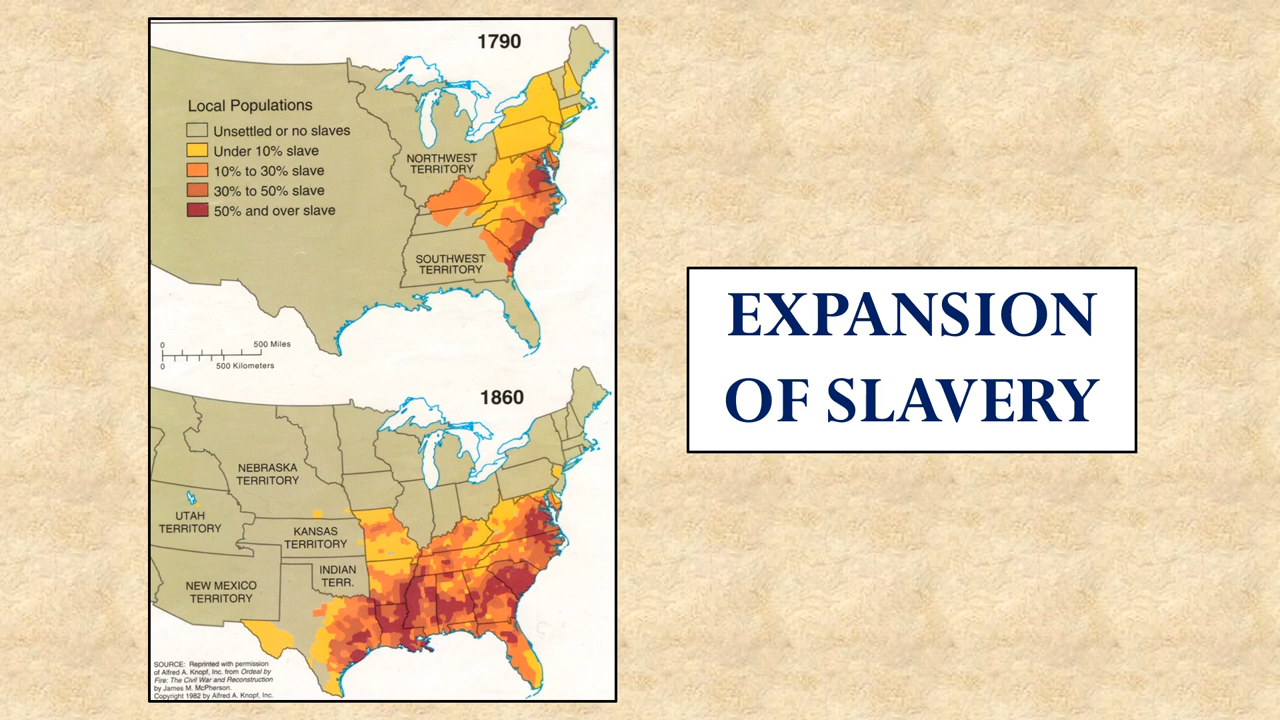 1790
Local Populations
Unsettled or no slaves
Under 10% slave
10% to 30% slave
30% to 50% slave
50% and over slave
NORTHWEST
TERRITORY
SOUTHWEST
TERRITORY
0
500 Miles
0
500 Kilometers
1860
NEBRASKA
TERRITORY
UTAH
TERRITORY
KANSAS
TERRITORY
INDIAN
TERR.
NEW MEXICO
TERRITORY
SOURCE: Reprinted with permission
of Alfred A. Knopf, Inc. from Ordeal by
Fire: The Civil War and Reconstruction
by James M. McPherson.
Copyright 1982 by Alfred A. Knopf, Inc.
EXPANSION
OF SLAVERY